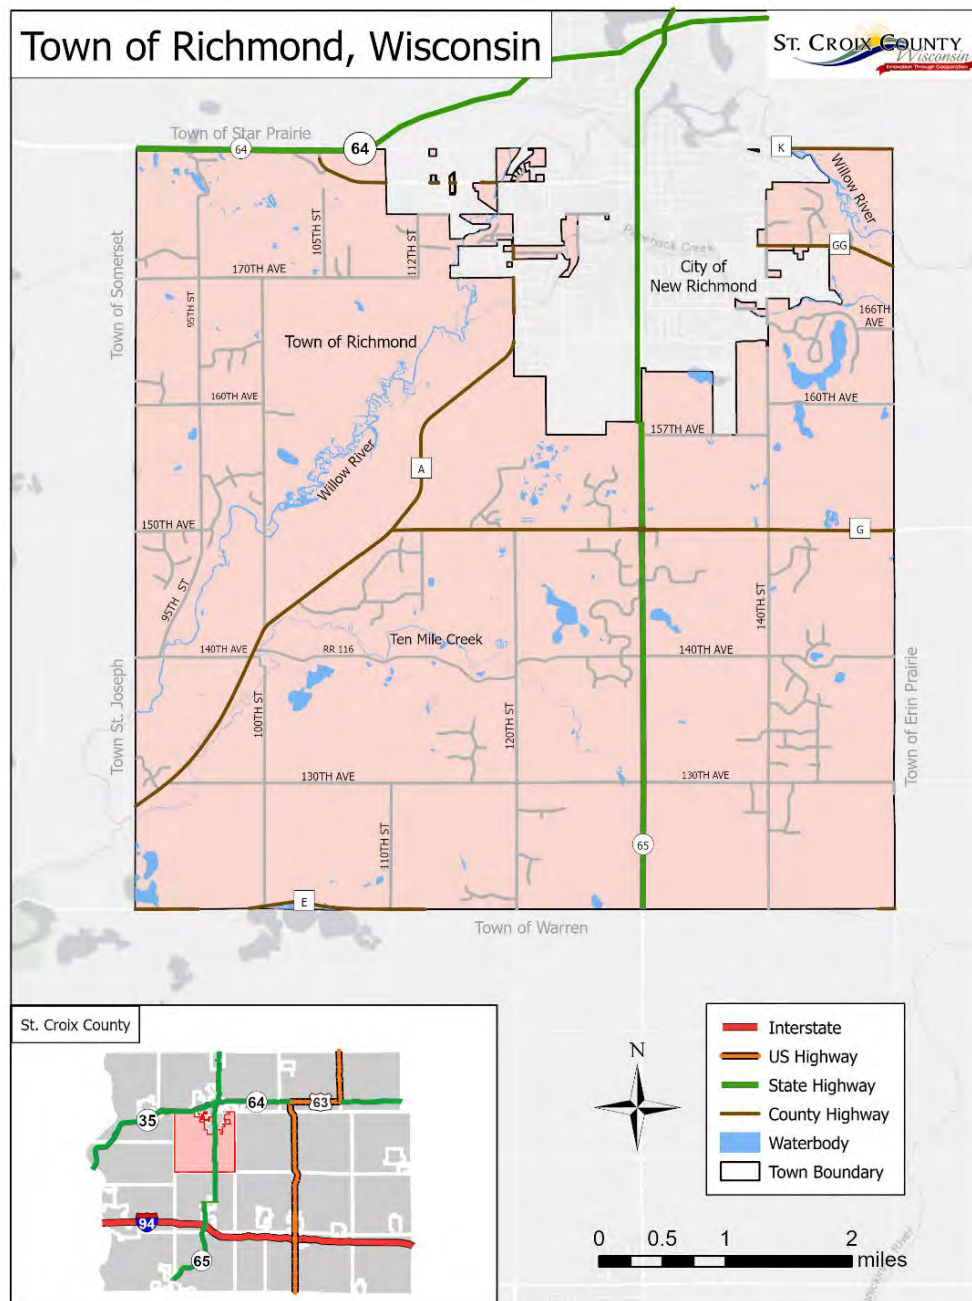 Town of Richmond, Wisconsin
ST. CROIX COUNTY
Wisconsin
Innovation Through Cooperation
Town of Star Prairie
64
64
K
Willow River
Town of Somerset
105TH ST
112TH ST
GG
City of
New Richmond
170TH AVE
95TH ST
166TH
AVE
Town of Richmond
160TH AVE
160TH AVE
157TH AVE
Willow River
A
150TH AVE
G
95TH ST
140TH ST
Ten Mile Creek
140TH AVE
RR 116
140TH AVE
Town St. Joseph
100TH ST
120TH ST
Town of Erin Prairie
130TH AVE
130TH AVE
110TH ST
65
E
Town of Warren
St. Croix County
64
63
35
94
65
N
Interstate
US Highway
State Highway
County Highway
Waterbody
Town Boundary
0 0.5 1 2
miles
River